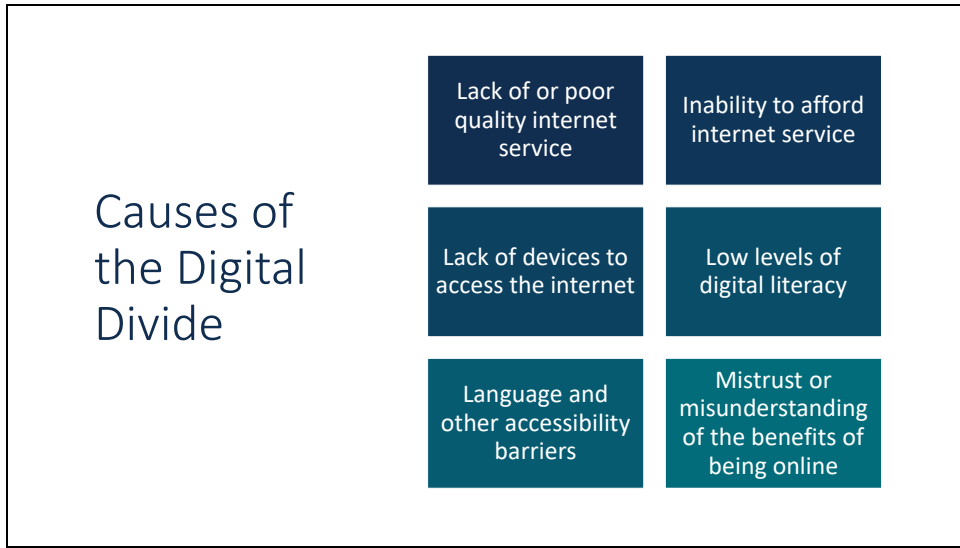 Causes of
the Digital
Divide
Lack of or poor
quality internet
service
Inability to afford
internet service
Lack of devices to
access the internet
Low levels of
digital literacy
Language and
other accessibility
barriers
Mistrust or
misunderstanding
of the benefits of
being online